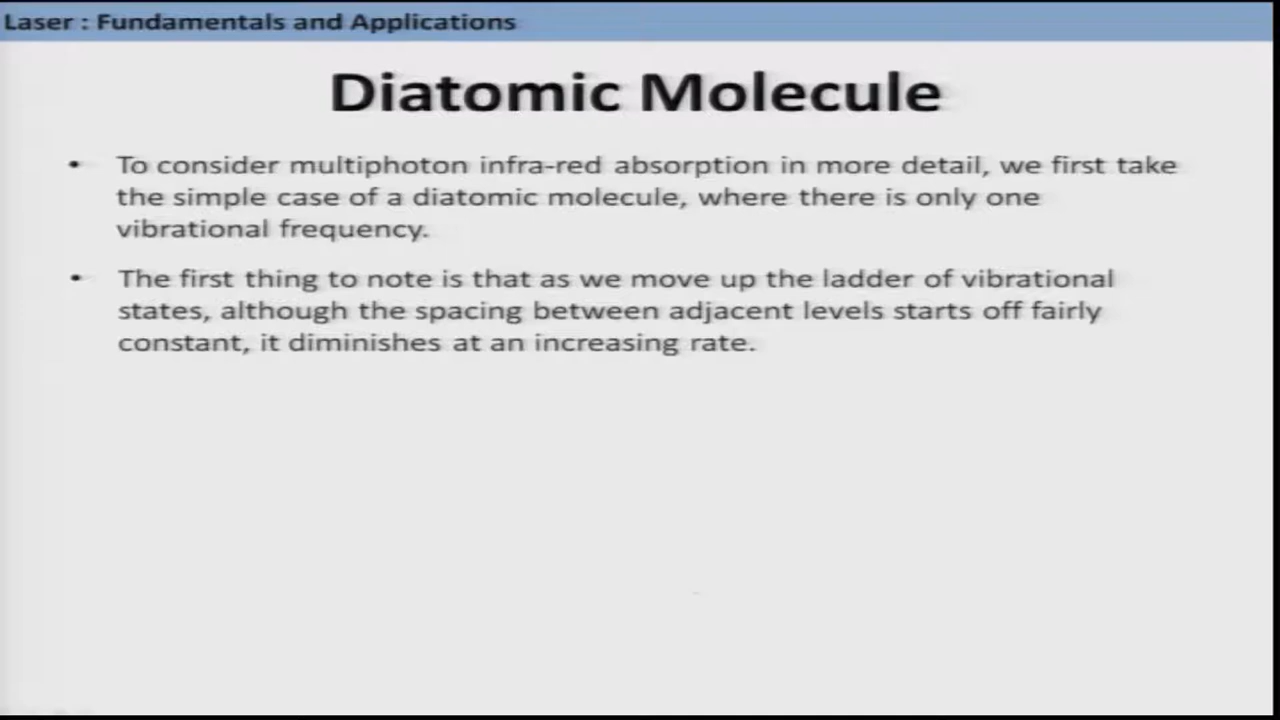 Laser : Fundamentals and Applications
Diatomic Molecule
• To consider multiphoton infra-red absorption in more detail, we first take
the simple case of a diatomic molecule, where there is only one
vibrational frequency.
• The first thing to note is that as we move up the ladder of vibrational
states, although the spacing between adjacent levels starts off fairly
constant, it diminishes at an increasing rate.